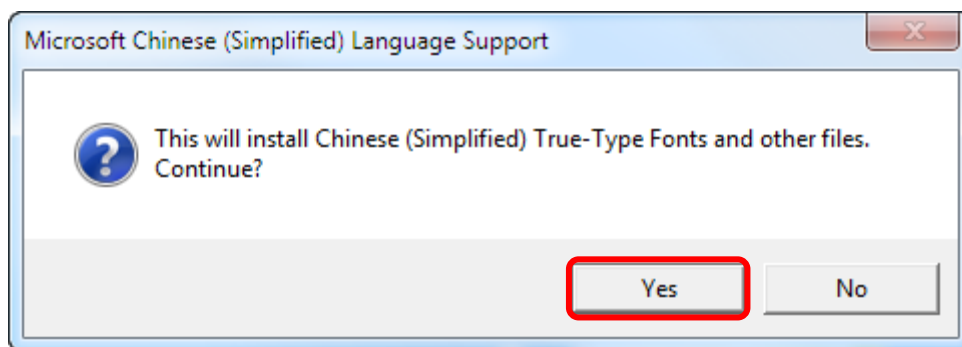 Microsoft Chinese (Simplified) Language Support
This will install Chinese (Simplified) True-Type Fonts and other files.
Continue?
Yes
No